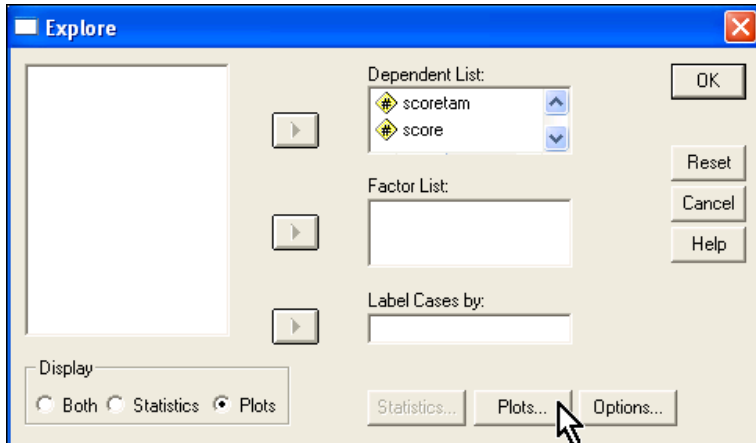 Explore
Dependent List:
scoretam
score
OK
Reset
Cancel
Help
Factor List:
Label Cases by:
Display
Both Statistics Plots
Statistics... Plots... Options...